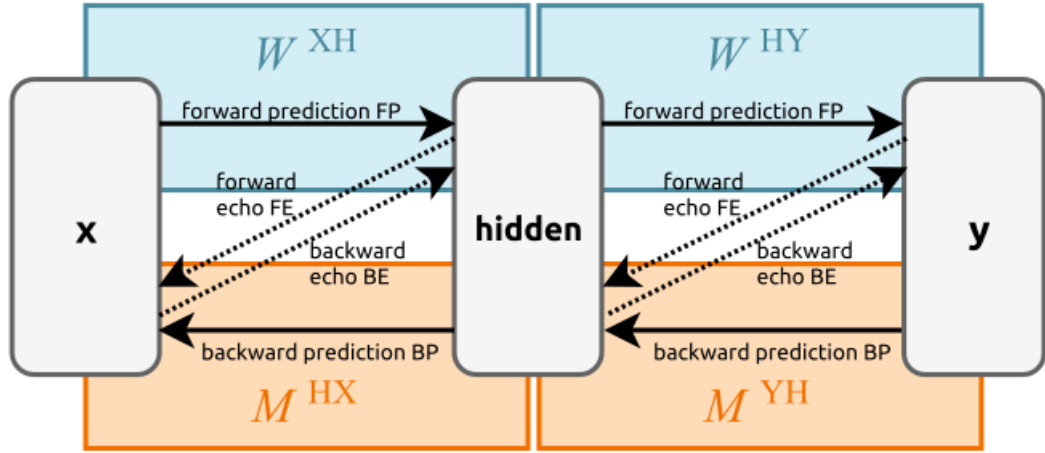 W XH
W HY
forward prediction FP
forward prediction FP
forward
echo FE
forward
echo FE
x
hidden
y
backward
echo BE
backward
echo BE
backward prediction BP
backward prediction BP
M HX
M YH